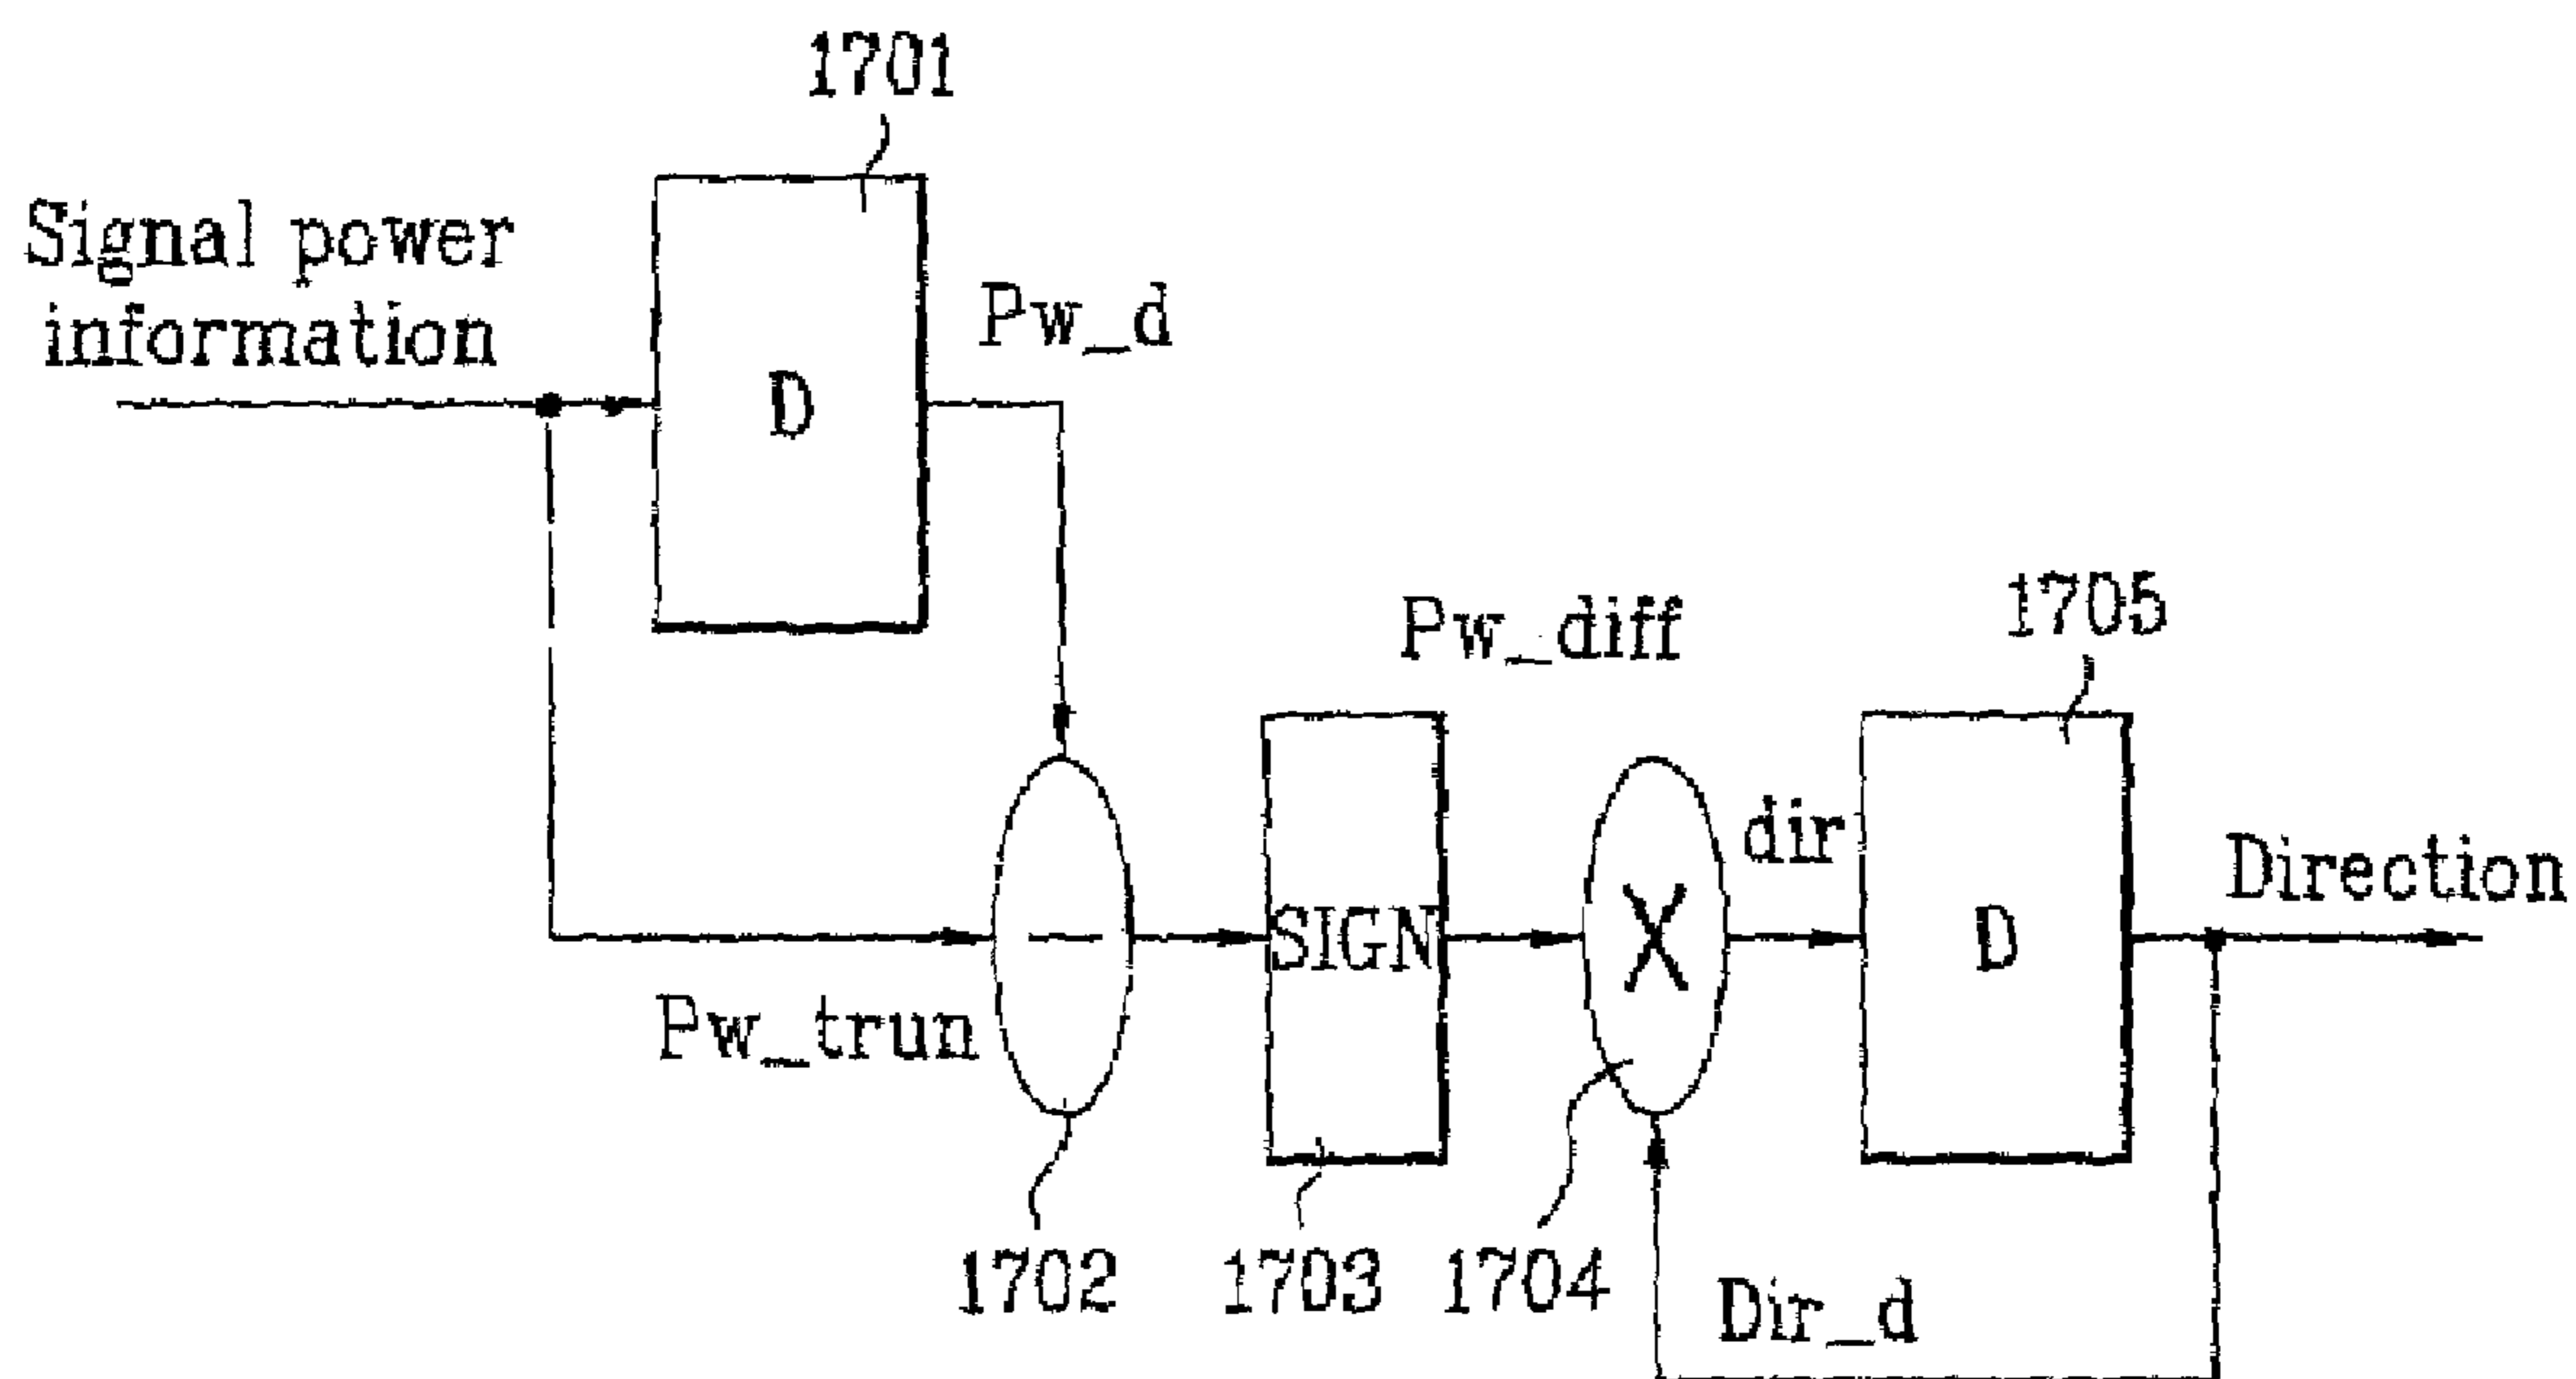 1701
Signal power
information
Pw_d
D
1705
Pw_diff
dir
Direction
SIGN
X
D
Pw_trun
1702
1703
1704
Dir_d